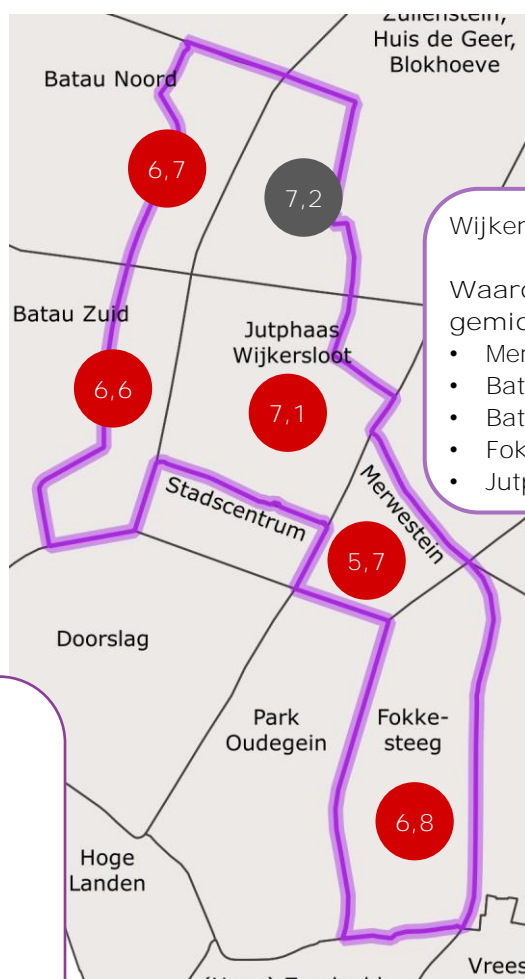 Zuilenstein,
Huis de Geer,
Blokhoeve
Batau Noord
6,7
7,2
Batau Zuid
6,6
Jutphaas
Wijkersloot
7,1
Stadscentrum
Merwestein
5,7
Doorslag
Park
Oudegein
Fokke-
steeg
6,8
Hoge
Landen
Vrees
Wijker
Waard
•
Mer
•
Bat
•
Bat
•
Fok
•
Jutp